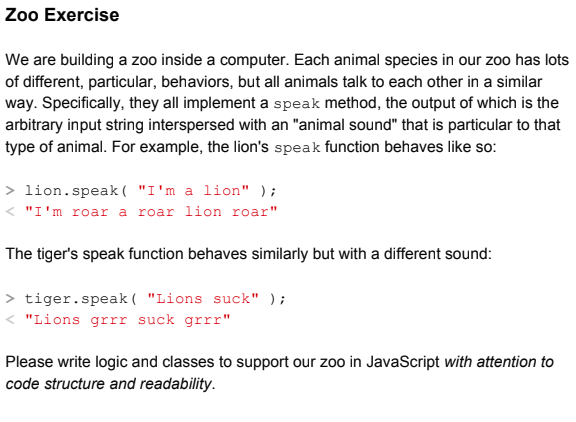 Zoo Exercise
We are building a zoo inside a computer. Each animal species in our zoo has lots
of different, particular, behaviors, but all animals talk to each other in a similar
way. Specifically, they all implement a speak method, the output of which is the
arbitrary input string interspersed with an "animal sound" that is particular to that
type of animal. For example, the lion's speak function behaves like so:
> lion.speak( "I'm a lion" );
< "I'm roar a roar lion roar"
The tiger's speak function behaves similarly but with a different sound:
> tiger.speak( "Lions suck" );
< "Lions grrr suck grrr"
Please write logic and classes to support our zoo in JavaScript with attention to
code structure and readability.